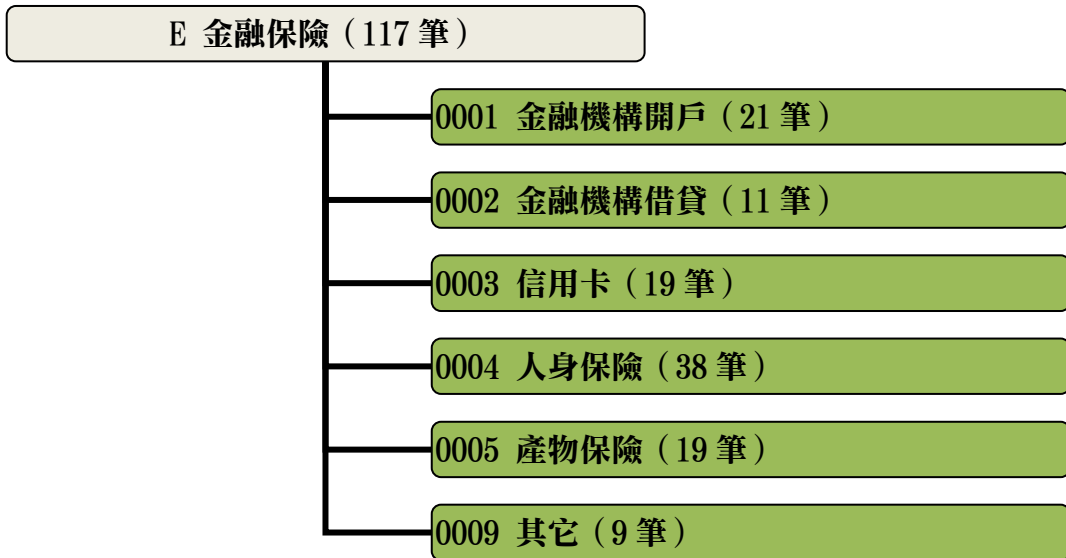 E 金融保險（117 筆）
0001 金融機構開戶（21 筆）
0002 金融機構借貸（11 筆）
0003 信用卡（19 筆）
0004 人身保險（38 筆）
0005 產物保險（19 筆）
0009 其它（9 筆）